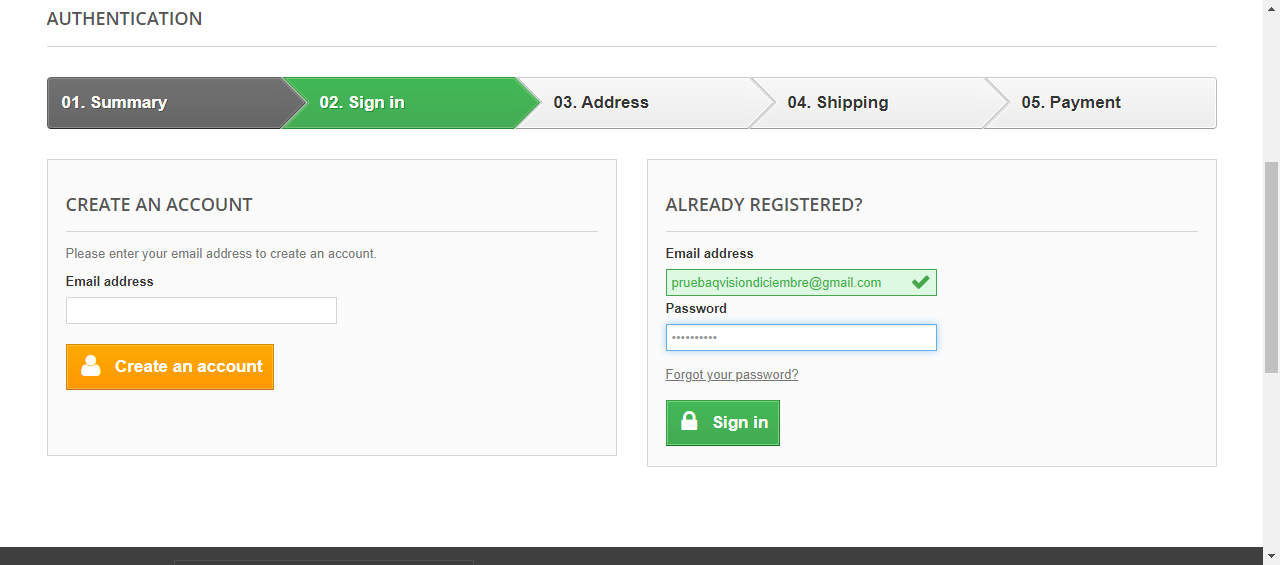 AUTHENTICATION
01. Summary
02. Sign in
03. Address
04. Shipping
05. Payment
CREATE AN ACCOUNT
Please enter your email address to create an account.
Email address
Create an account
ALREADY REGISTERED?
Email address
pruebaqvisiondiciembre@gmail.com
Password
••••••••••
Forgot your password?
Sign in